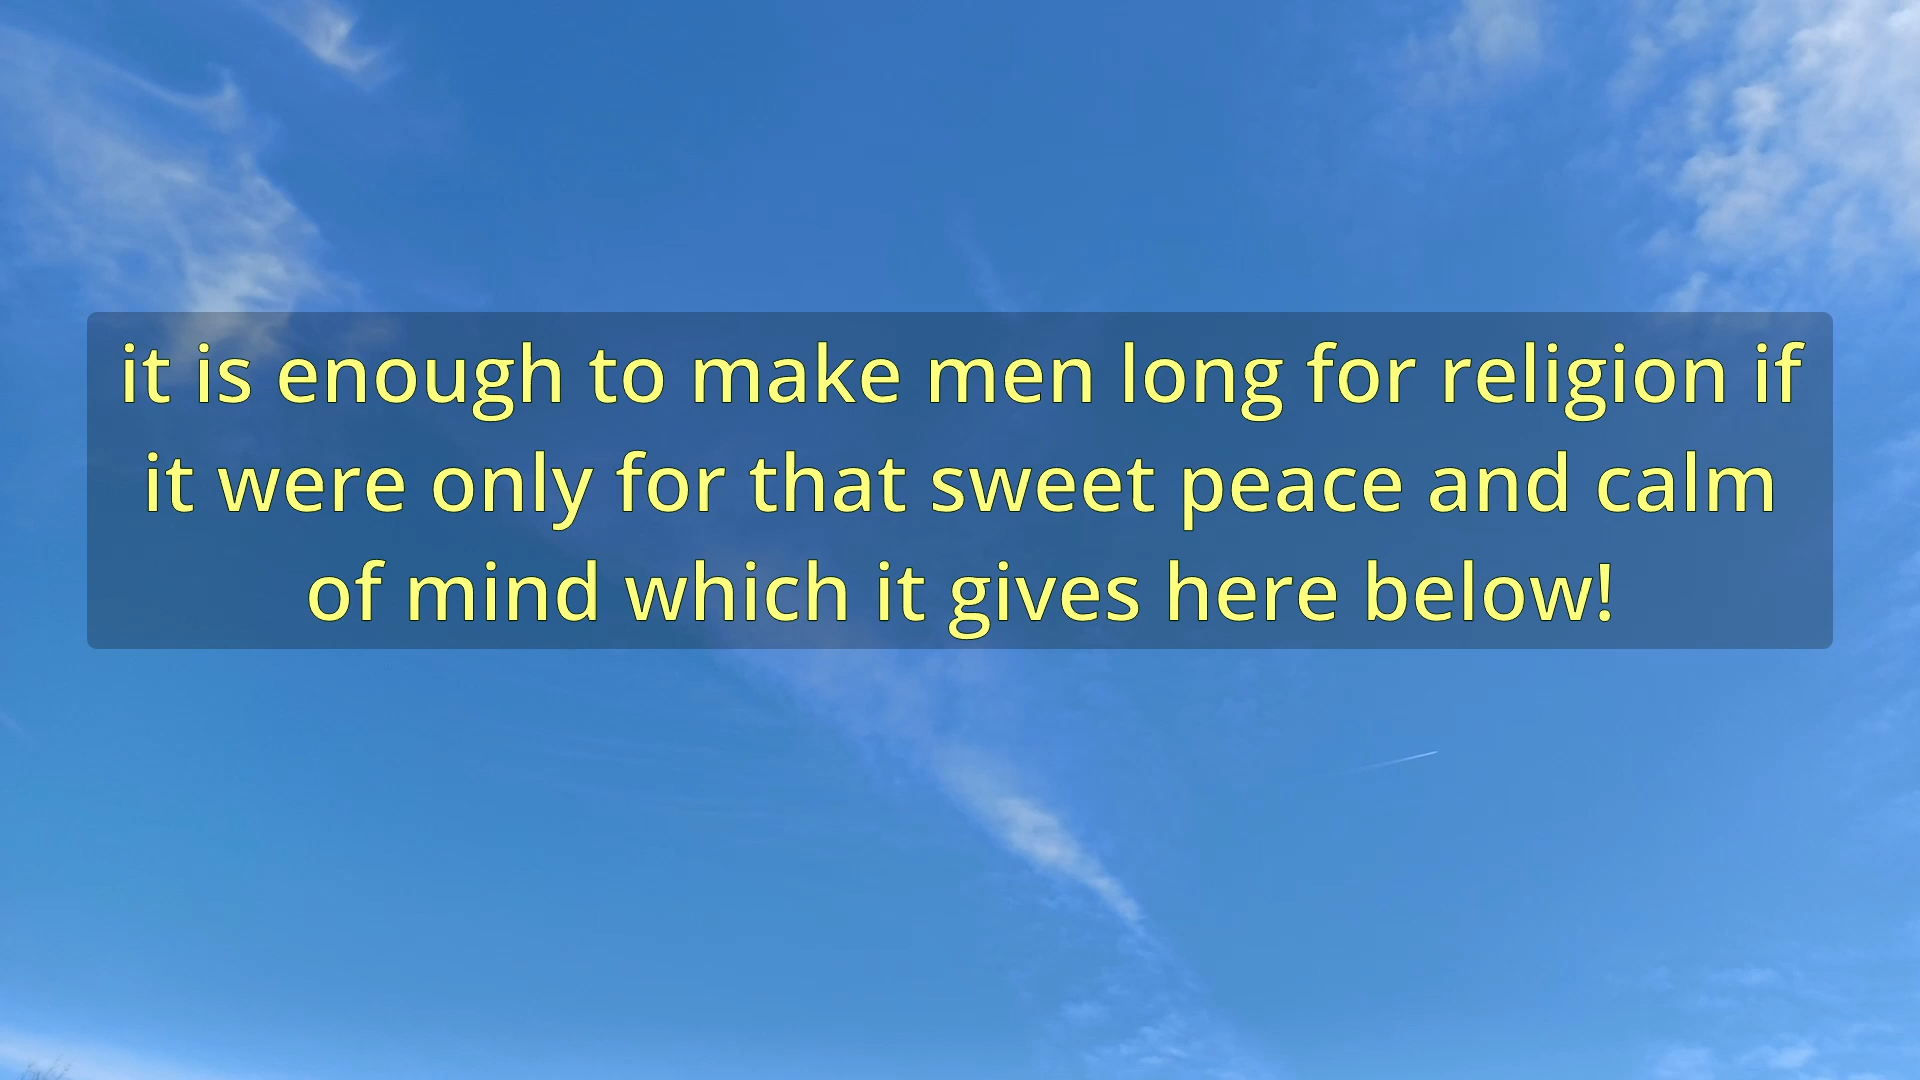 it is enough to make men long for religion if
it were only for that sweet peace and calm
of mind which it gives here below!